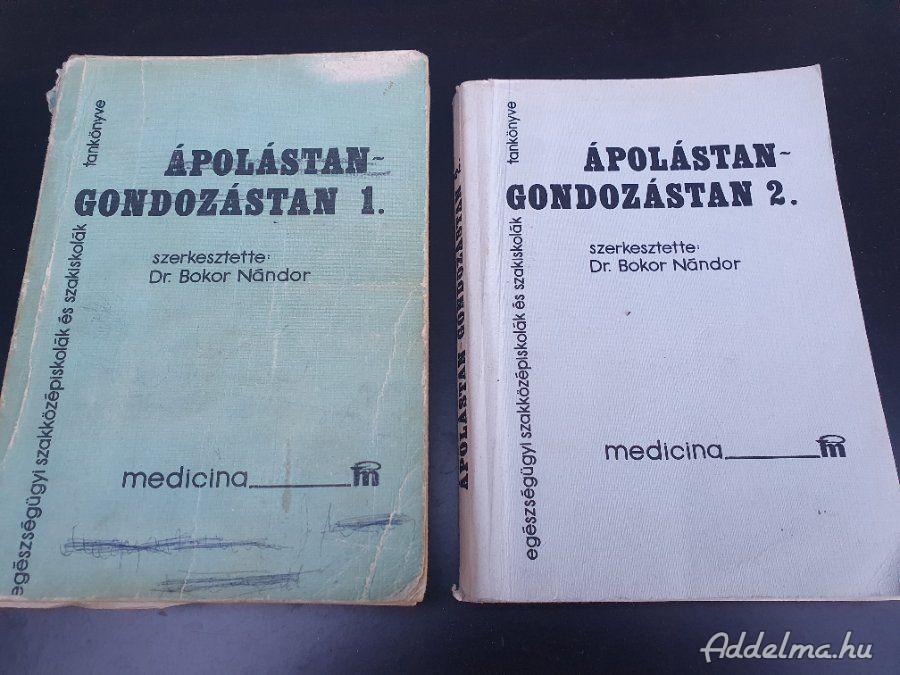 egészségügyi szakközépiskolák és szakiskolák tankönyve
ÁPOLÁSTAN-
GONDOZÁSTAN 1.
szerkesztette:
Dr. Bokor Nándor
medicina
egészségügyi szakközépiskolák és szakiskolák tankönyve
ÁPOLÁSTAN-
GONDOZÁSTAN 2.
szerkesztette:
Dr. Bokor Nándor
medicina
ÁPOLÁSTAN-GONDOZÁSTAN 2.
Addelma.hu